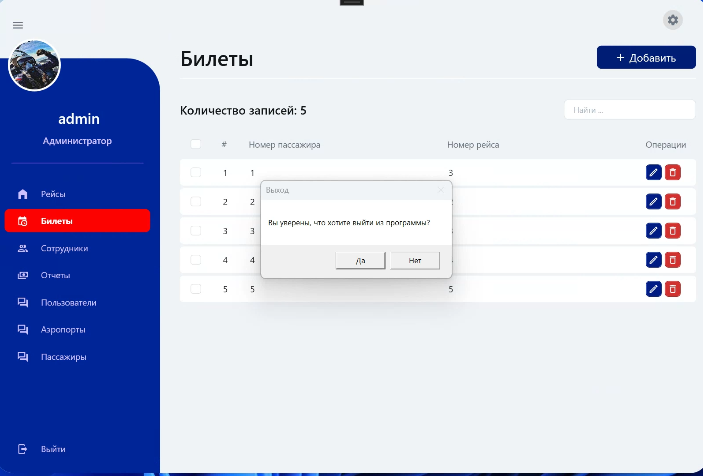 Билеты
+ Добавить
admin
Администратор
Количество записей: 5
Найти ...
# Номер пассажира Номер рейса Операции
1 1 3
2 2
3 3
4 4
5 5 5
Выход
Вы уверены, что хотите выйти из программы?
Да Нет
Рейсы
Билеты
Сотрудники
Отчеты
Пользователи
Аэропорты
Пассажиры
Выйти